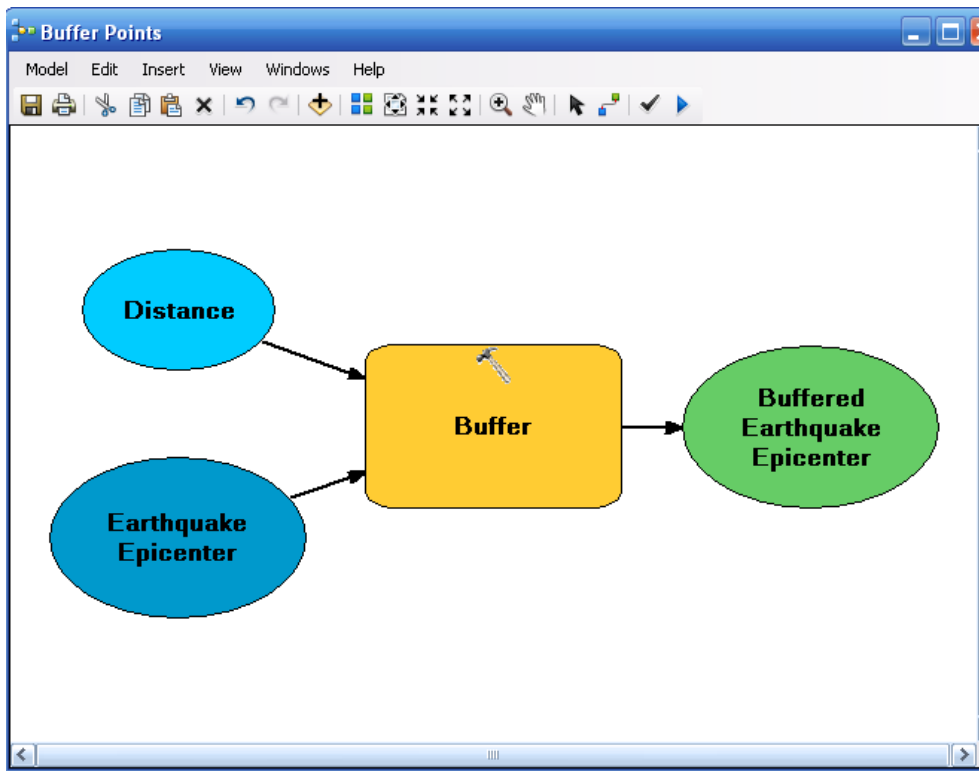 Buffer Points
Model Edit Insert View Windows Help
Distance
Buffer
Buffered
Earthquake
Epicenter
Earthquake
Epicenter